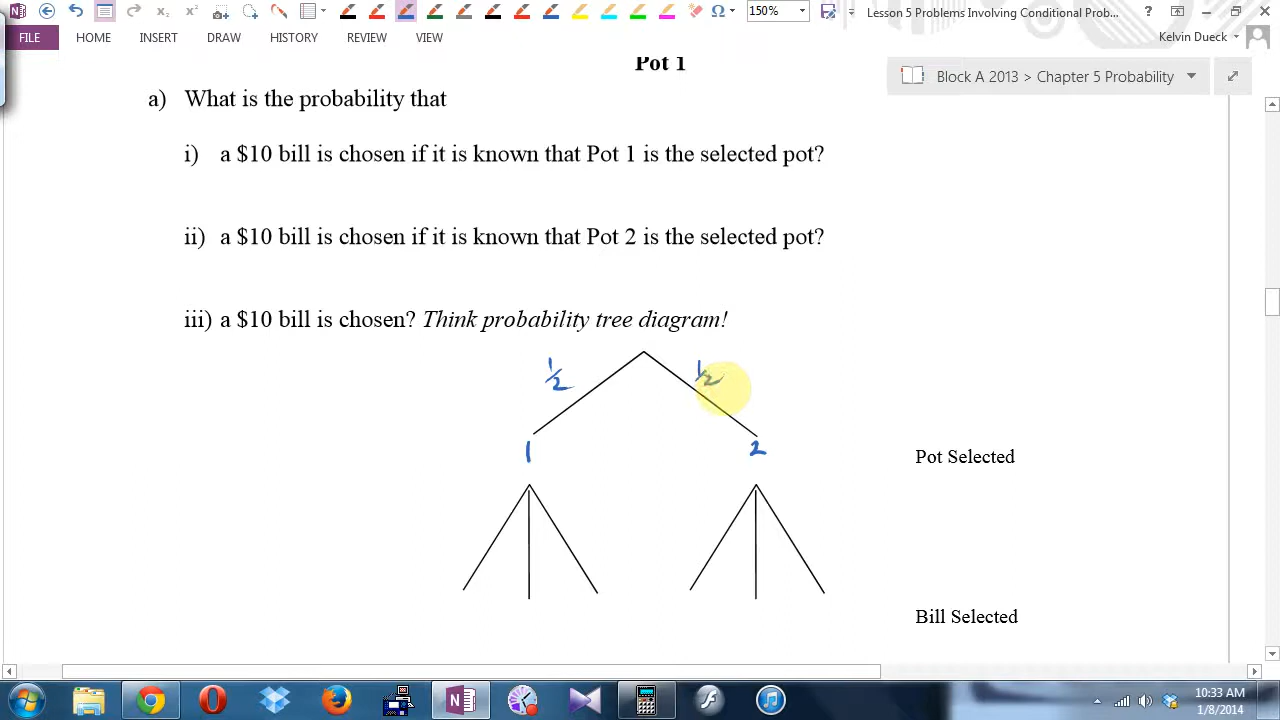 150%
Lesson 5 Problems Involving Conditional Prob...
FILE HOME INSERT DRAW HISTORY REVIEW VIEW
Kelvin Dueck
Pot 1
Block A 2013 > Chapter 5 Probability
a) What is the probability that
i) a $10 bill is chosen if it is known that Pot 1 is the selected pot?
ii) a $10 bill is chosen if it is known that Pot 2 is the selected pot?
iii) a $10 bill is chosen? Think probability tree diagram!
1/2 1/2
1 2
Pot Selected
Bill Selected
10:33 AM
1/8/2014